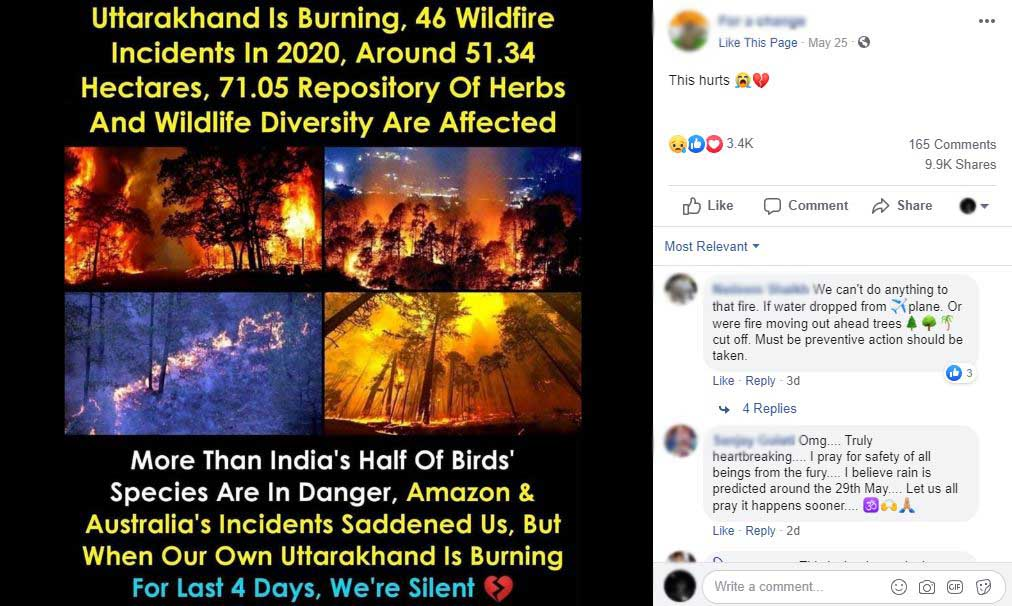 Uttarakhand Is Burning, 46 Wildfire
Incidents In 2020, Around 51.34
Hectares, 71.05 Repository Of Herbs
And Wildlife Diversity Are Affected
More Than India's Half Of Birds'
Species Are In Danger, Amazon &
Australia's Incidents Saddened Us, But
When Our Own Uttarakhand Is Burning
For Last 4 Days, We're Silent 💔
For a change
Like This Page · May 25 ·
This hurts 😭💔
3.4K
165 Comments
9.9K Shares
Like Comment Share
Most Relevant
We can't do anything to
that fire. If water dropped from ✈️plane. Or
were fire moving out ahead trees 🌲🌳🌴
cut off. Must be preventive action should be
taken.
3
Like · Reply · 3d
4 Replies
Omg.... Truly
heartbreaking.... I pray for safety of all
beings from the fury.... I believe rain is
predicted around the 29th May.... Let us all
pray it happens sooner.... 🕉️🙌🙏
Like · Reply · 2d
Write a comment...
GIF